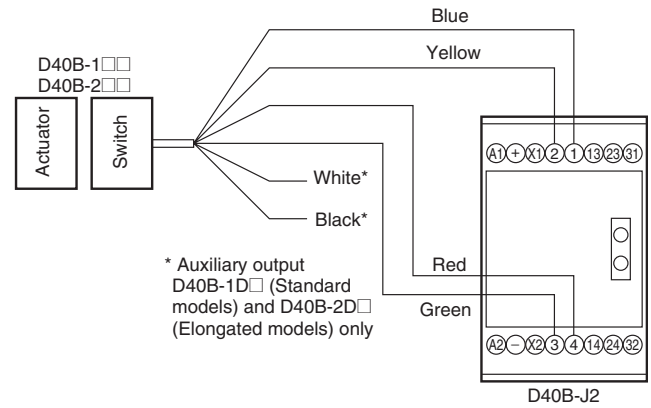 Blue
D40B-1□□
D40B-2□□
Yellow
Actuator
Switch
A1 + X1 2 1 13 23 31
White*
Black*
* Auxiliary output
D40B-1D□ (Standard
models) and D40B-2D□
(Elongated models) only
Red
Green
A2 − X2 3 4 14 24 32
D40B-J2